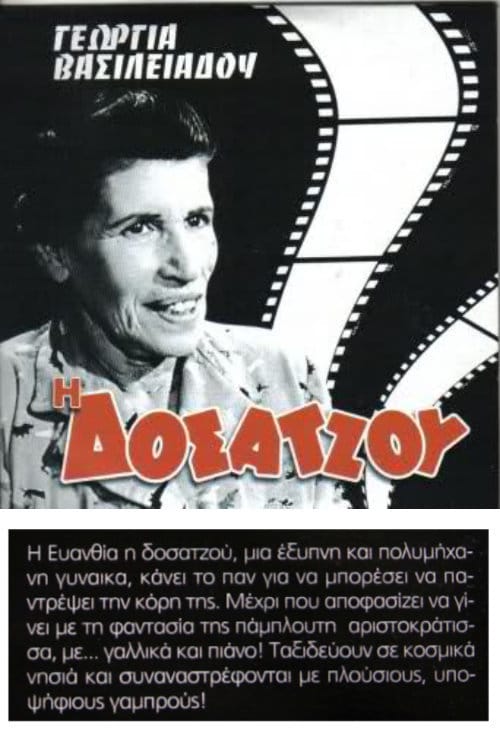 ΓΕΩΡΓΙΑ
ΒΑΣΙΛΕΙΑΔΟΥ
Η
ΔΟΣΑΤΖΟΥ
Η Ευανθία η δοσατζού, μια έξυπνη και πολυμήχα-
νη γυναικα, κάνει το παν για να μπορέσει να πα-
ντρέψει την κόρη της. Μέχρι που αποφασίζει να γί-
νει με τη φαντασία της πάμπλουτη αριστοκράτισ-
σα, με... γαλλικά και πιάνο! Ταξιδεύουν σε κοσμικά
νησιά και συναναστρέφονται με πλούσιους, υπο-
ψήφιους γαμπρούς!